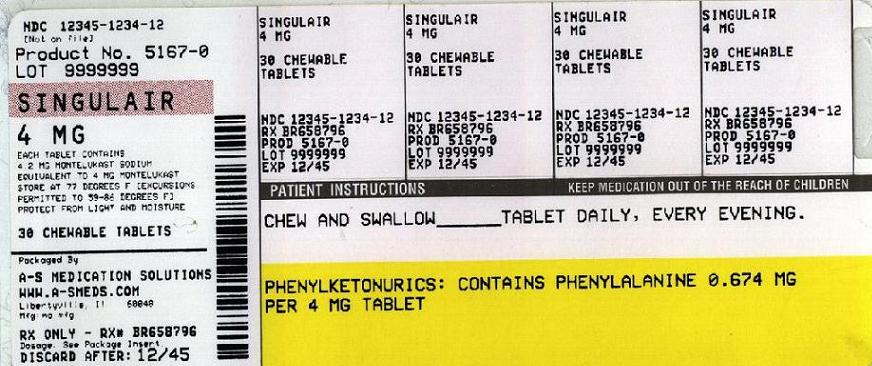 NDC 12345-1234-12
[Not on file]
Product No. 5167-0
LOT 9999999
SINGULAIR
4 MG
EACH TABLET CONTAINS
4.2 MG MONTELUKAST SODIUM
EQUIVALENT TO 4 MG MONTELUKAST
STORE AT 77 DEGREES F [EXCURSIONS
PERMITTED TO 59-86 DEGREES F]
PROTECT FROM LIGHT AND MOISTURE
30 CHEWABLE TABLETS
Packaged By
A-S MEDICATION SOLUTIONS
WWW.A-SMEDS.COM
Libertyville, Il 60048
Mfg: no mfg
RX ONLY - RX# BR658796
Dosage: See Package Insert
DISCARD AFTER: 12/45
SINGULAIR
4 MG
30 CHEWABLE
TABLETS
NDC 12345-1234-12
RX BR658796
PROD 5167-0
LOT 9999999
EXP 12/45
SINGULAIR
4 MG
30 CHEWABLE
TABLETS
NDC 12345-1234-12
RX BR658796
PROD 5167-0
LOT 9999999
EXP 12/45
SINGULAIR
4 MG
30 CHEWABLE
TABLETS
NDC 12345-1234-12
RX BR658796
PROD 5167-0
LOT 9999999
EXP 12/45
SINGULAIR
4 MG
30 CHEWABLE
TABLETS
NDC 12345-1234-12
RX BR658796
PROD 5167-0
LOT 9999999
EXP 12/45
PATIENT INSTRUCTIONS KEEP MEDICATION OUT OF THE REACH OF CHILDREN
CHEW AND SWALLOW______TABLET DAILY, EVERY EVENING.
PHENYLKETONURICS: CONTAINS PHENYLALANINE 0.674 MG
PER 4 MG TABLET